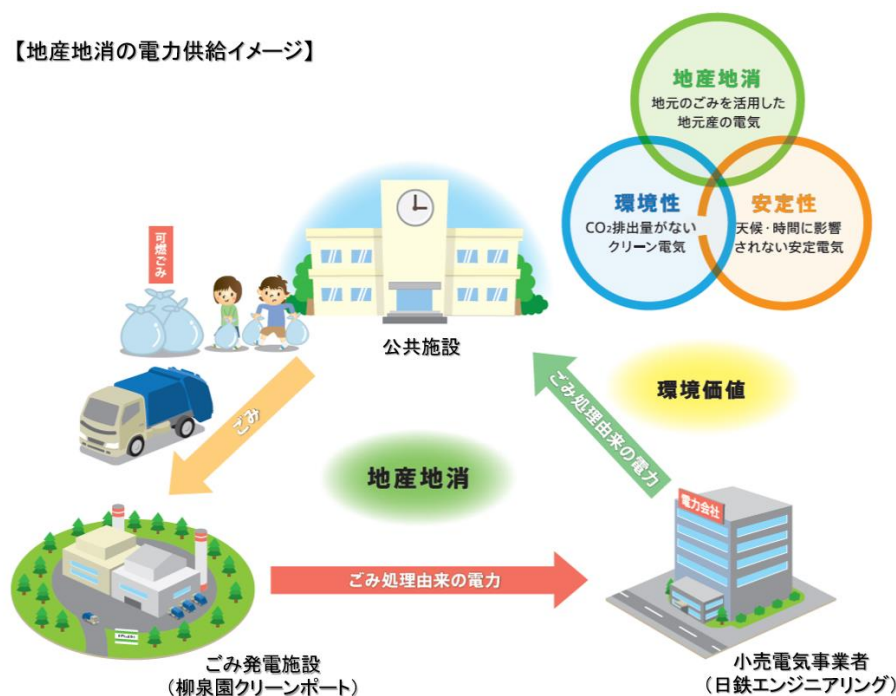 【地産地消の電力供給イメージ】
地産地消
地元のごみを活用した
地元産の電気
環境性
CO₂排出量がない
クリーン電気
安定性
天候・時間に影響
されない安定電気
可燃ごみ
公共施設
ごみ
ごみ処理由来の電力
環境価値
地産地消
電力会社
ごみ処理由来の電力
ごみ発電施設
(柳泉園クリーンポート)
小売電気事業者
(日鉄エンジニアリング)